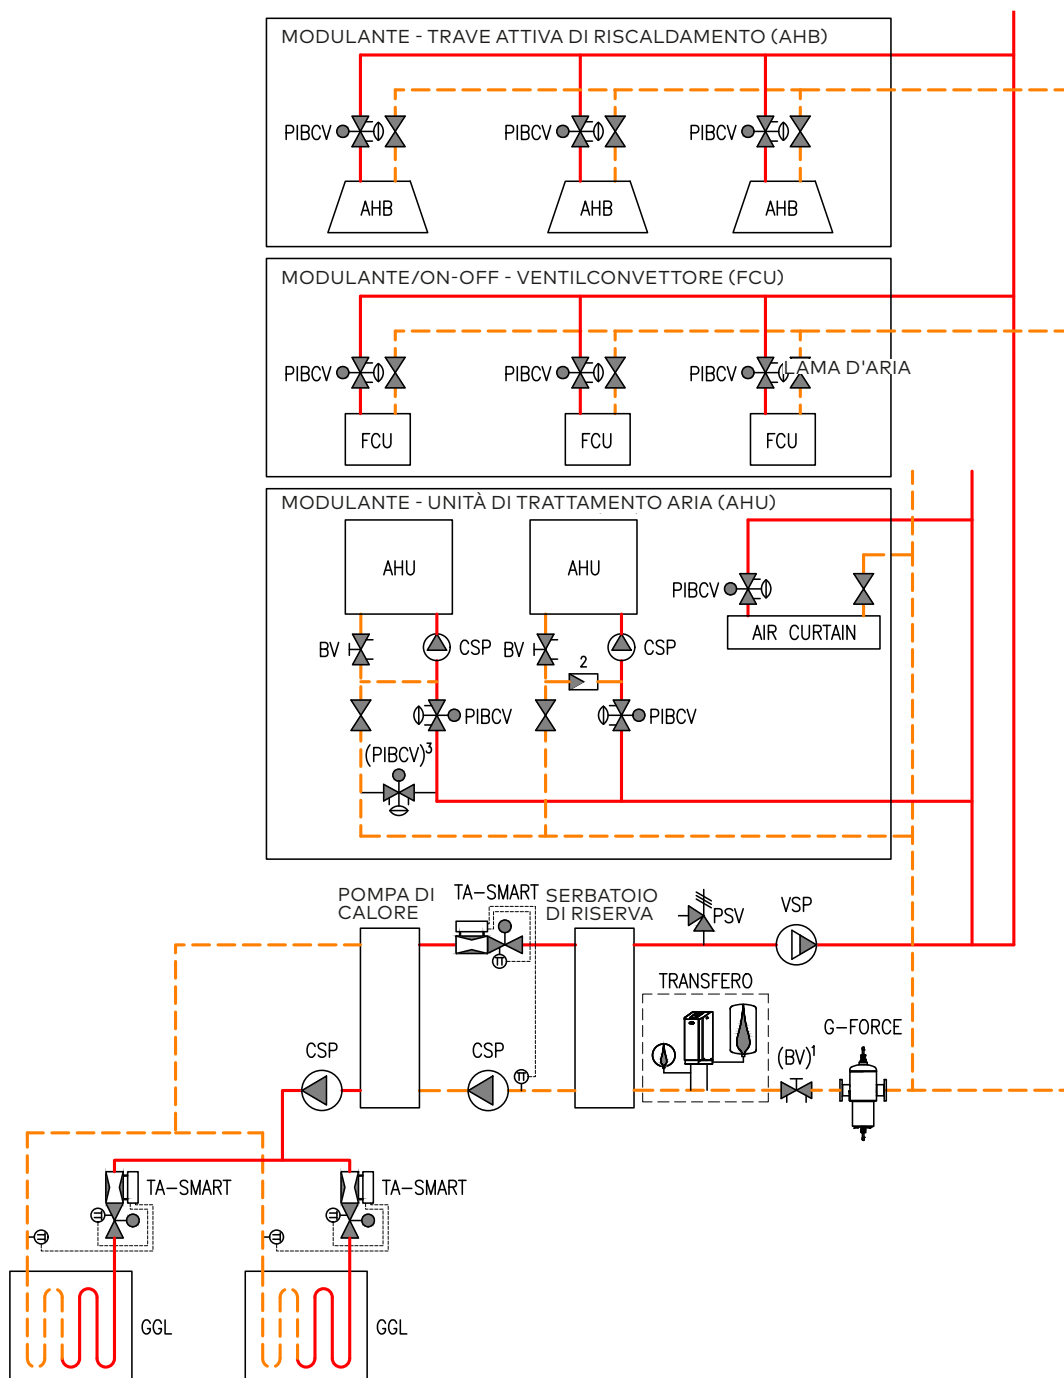 MODULANTE - TRAVE ATTIVA DI RISCALDAMENTO (AHB)
PIBCV PIBCV PIBCV
AHB AHB AHB
MODULANTE/ON-OFF - VENTILCONVETTORE (FCU)
PIBCV PIBCV PIBCV LAMA D'ARIA
FCU FCU FCU
MODULANTE - UNITÀ DI TRATTAMENTO ARIA (AHU)
AHU AHU
PIBCV
AIR CURTAIN
BV CSP BV CSP
2
PIBCV PIBCV
(PIBCV)³
POMPA DI
CALORE
TA-SMART
SERBATOIO
DI RISERVA
PSV
VSP
TRANSFERO
G-FORCE
CSP CSP
(BV)¹
TA-SMART TA-SMART
GGL GGL